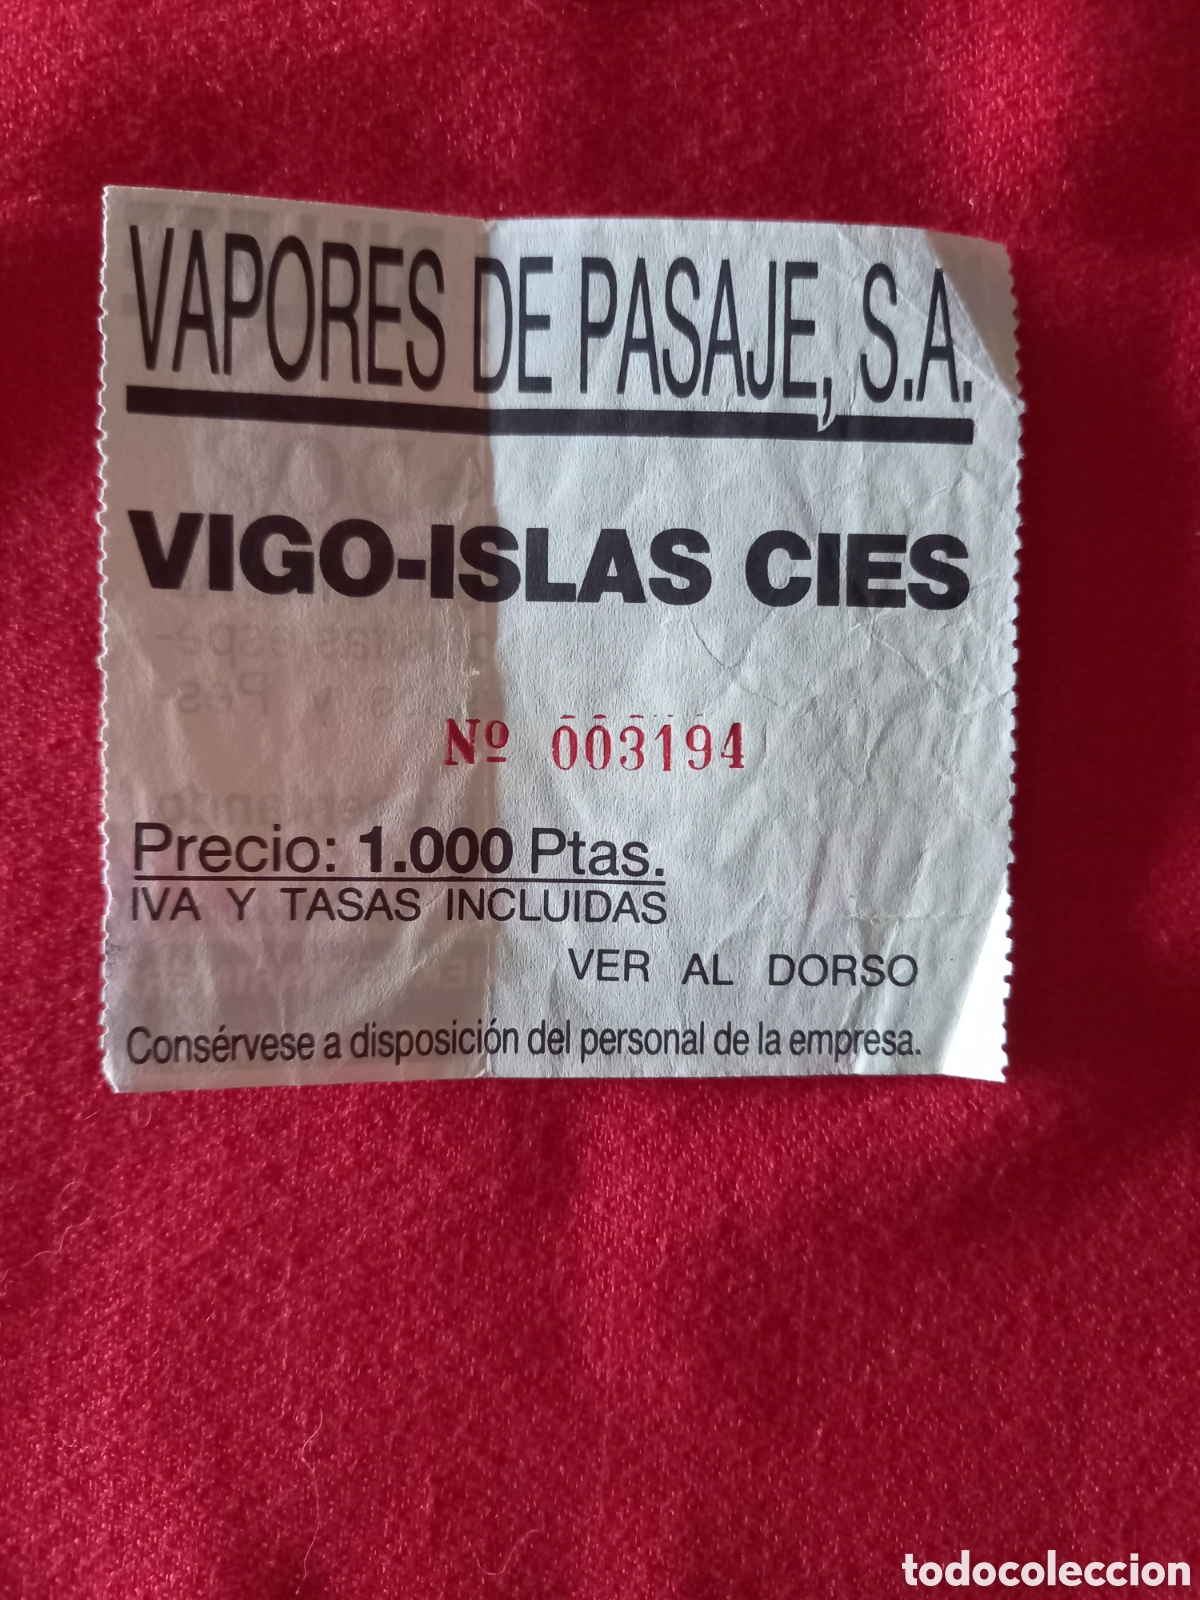 VAPORES DE PASAJE, S.A.
VIGO-ISLAS CIES
Nº 003194
Precio: 1.000 Ptas.
IVA Y TASAS INCLUIDAS
VER AL DORSO
Consérvese a disposición del personal de la empresa.
todocoleccion